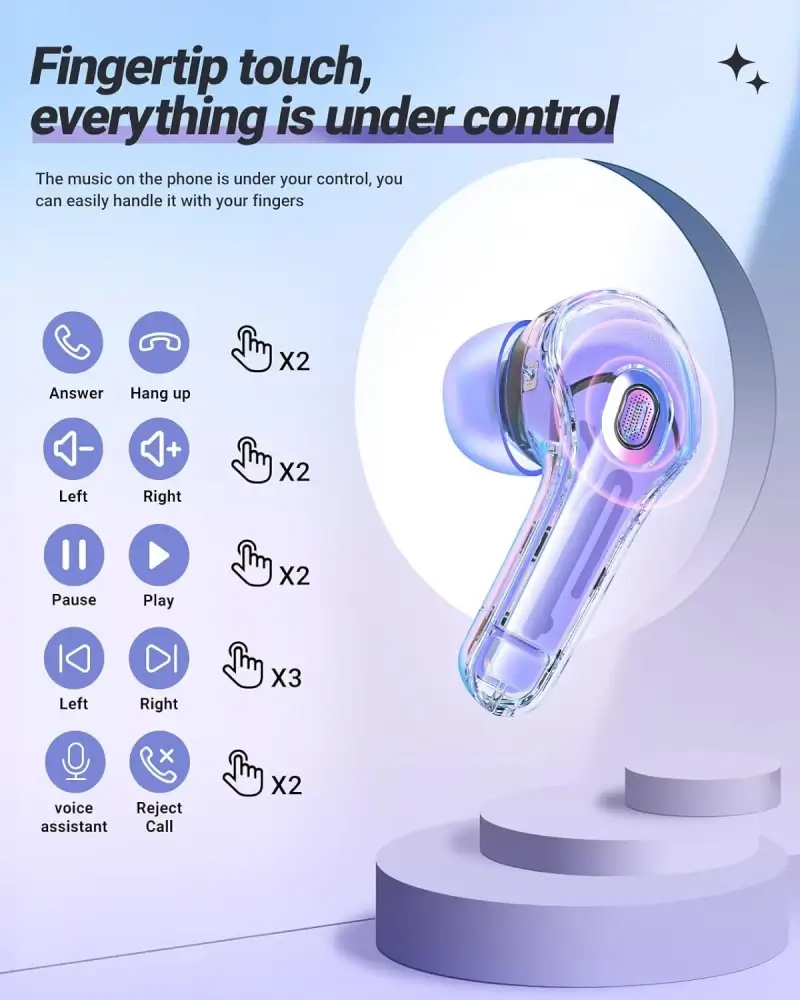 Fingertip touch,
everything is under control
The music on the phone is under your control, you
can easily handle it with your fingers
Answer Hang up X2
Left Right X2
Pause Play X2
Left Right X3
voice assistant Reject Call X2